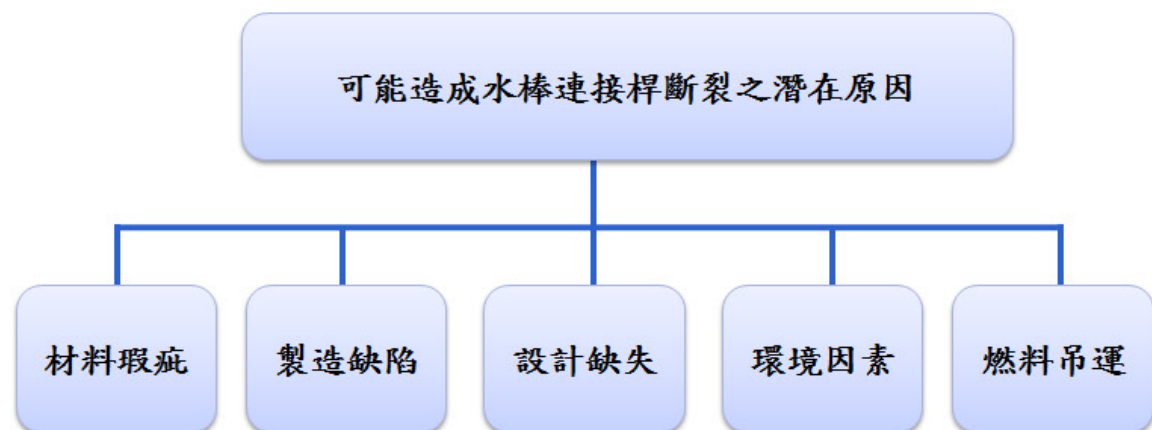 可能造成水棒連接桿斷裂之潛在原因
材料瑕疵
製造缺陷
設計缺失
環境因素
燃料吊運